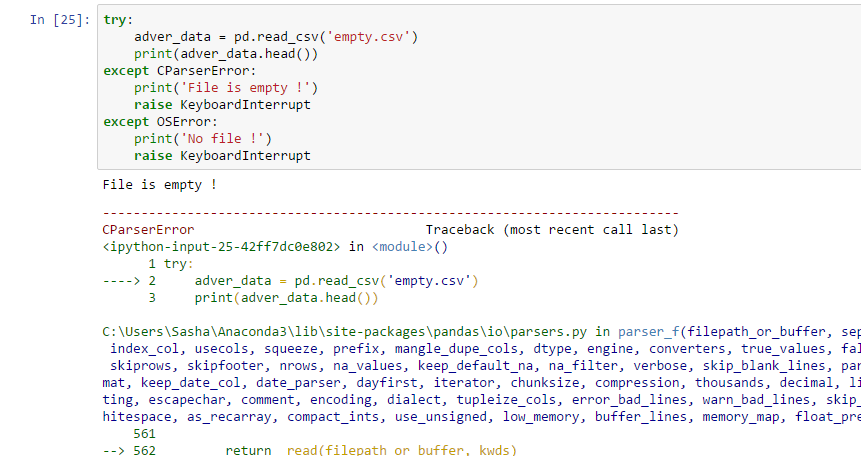 In [25]: try:
    adver_data = pd.read_csv('empty.csv')
    print(adver_data.head())
except CParserError:
    print('File is empty !')
    raise KeyboardInterrupt
except OSError:
    print('No file !')
    raise KeyboardInterrupt
File is empty !
---------------------------------------------------------------------------
CParserError                              Traceback (most recent call last)
<ipython-input-25-42ff7dc0e802> in <module>()
      1 try:
----> 2     adver_data = pd.read_csv('empty.csv')
      3     print(adver_data.head())
C:\Users\Sasha\Anaconda3\lib\site-packages\pandas\io\parsers.py in parser_f(filepath_or_buffer, sep
 index_col, usecols, squeeze, prefix, mangle_dupe_cols, dtype, engine, converters, true_values, fal
 skiprows, skipfooter, nrows, na_values, keep_default_na, na_filter, verbose, skip_blank_lines, par
mat, keep_date_col, date_parser, dayfirst, iterator, chunksize, compression, thousands, decimal, li
ting, escapechar, comment, encoding, dialect, tupleize_cols, error_bad_lines, warn_bad_lines, skip_
hitespace, as_recarray, compact_ints, use_unsigned, low_memory, buffer_lines, memory_map, float_pre
    561
--> 562         return _read(filepath_or_buffer, kwds)